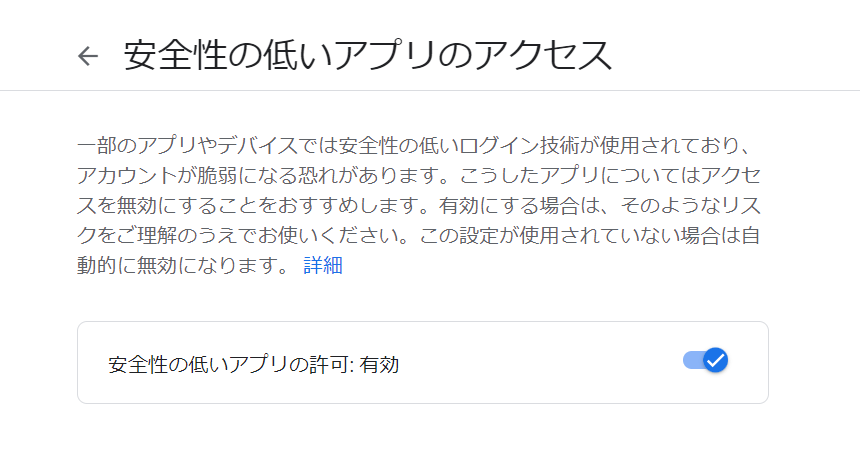 安全性の低いアプリのアクセス
一部のアプリやデバイスでは安全性の低いログイン技術が使用されており、
アカウントが脆弱になる恐れがあります。こうしたアプリについてはアクセ
スを無効にすることをおすすめします。有効にする場合は、そのようなリス
クをご理解のうえでお使いください。この設定が使用されていない場合は自
動的に無効になります。 詳細
安全性の低いアプリの許可: 有効